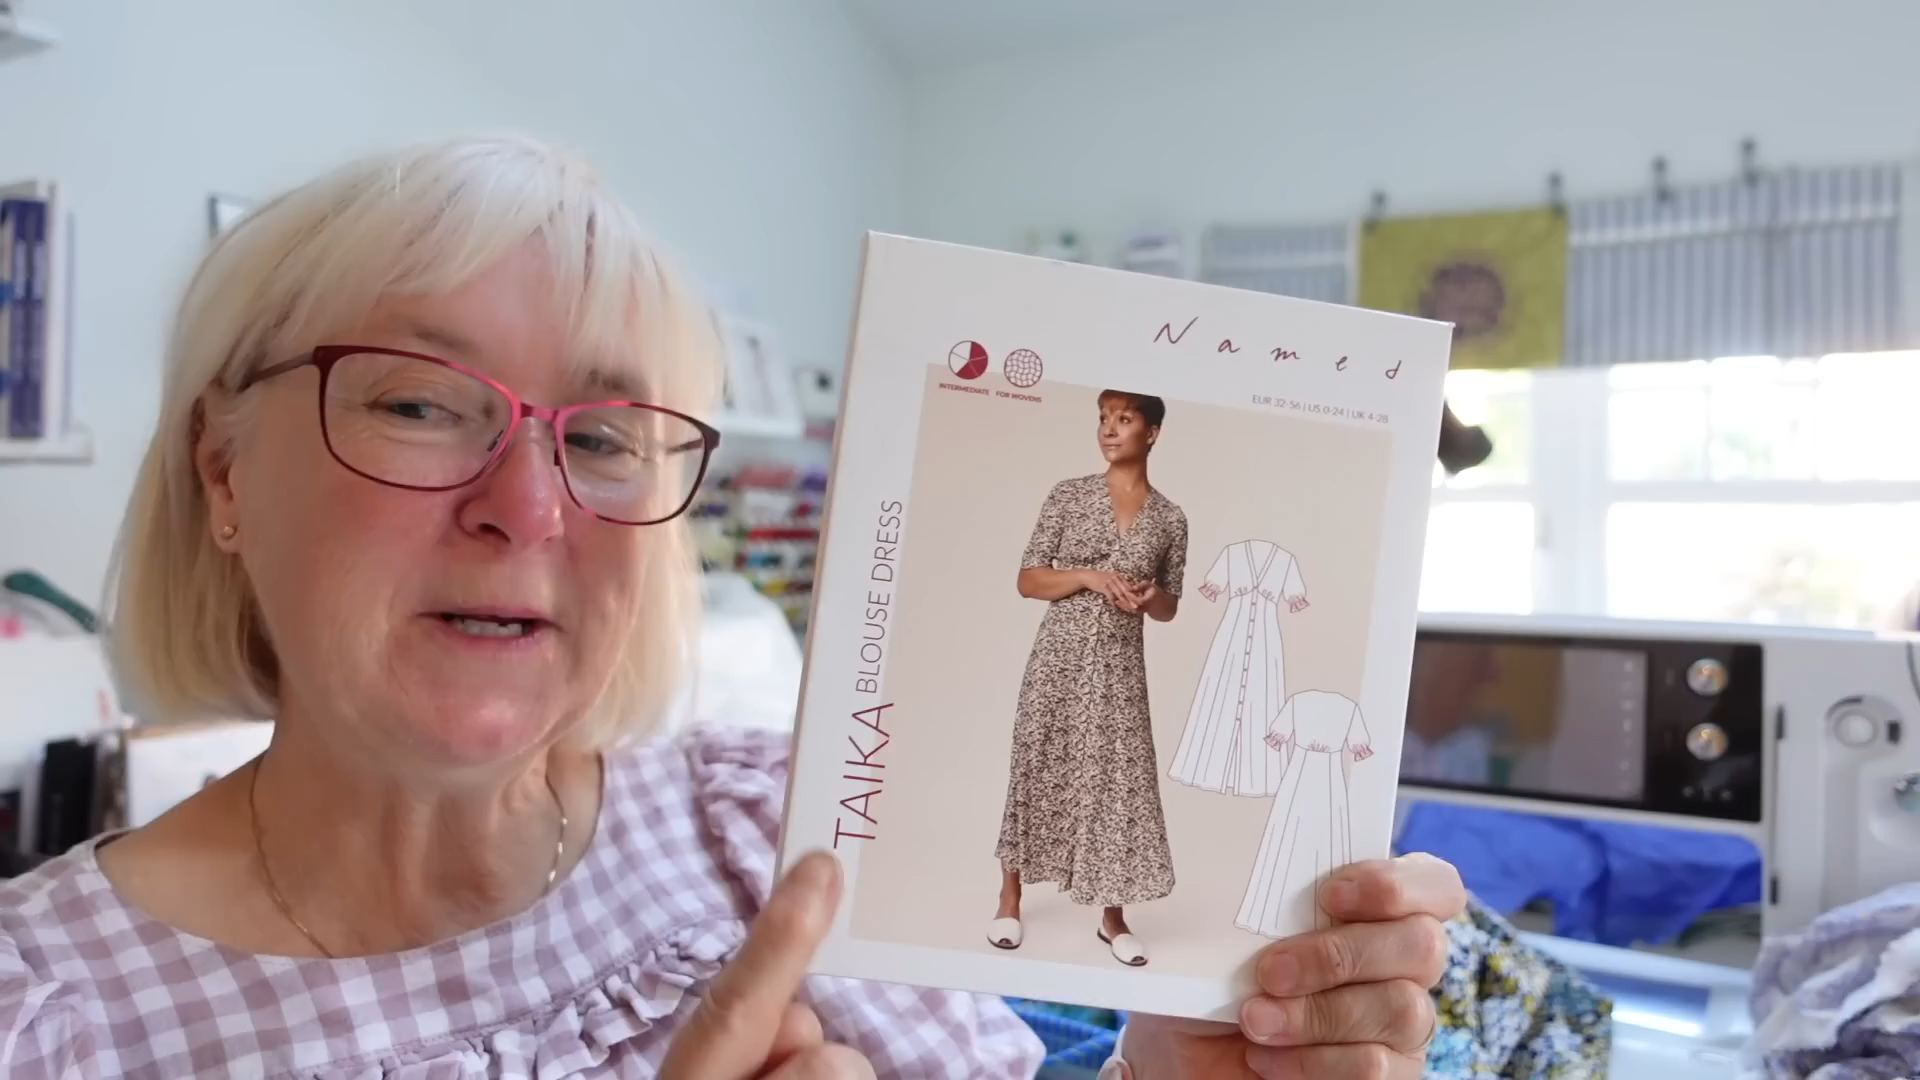 Named
INTERMEDIATE FOR WOVENS
EUR 32-56 | US 0-24 | UK 4-28
TAIKA BLOUSE DRESS